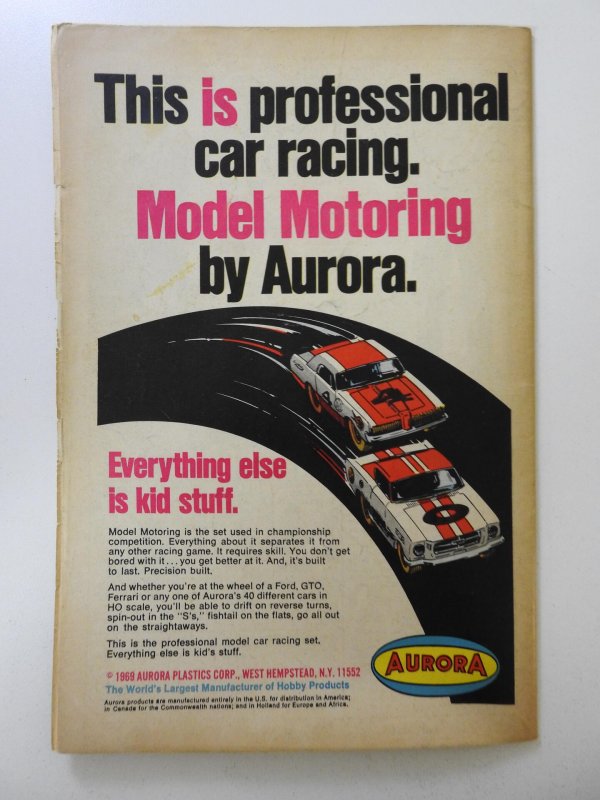 This is professional
car racing.
Model Motoring
by Aurora.
4
4
6
Everything else
is kid stuff.
Model Motoring is the set used in championship
competition. Everything about it separates it from
any other racing game. It requires skill. You don't get
bored with it...you get better at it. And, it's built
to last. Precision built.
And whether you're at the wheel of a Ford, GTO,
Ferrari or any one of Aurora's 40 different cars in
HO scale, you'll be able to drift on reverse turns,
spin-out in the "S's," fishtail on the flats, go all out
on the straightaways.
This is the professional model car racing set.
Everything else is kid's stuff.
AURORA
© 1969 AURORA PLASTICS CORP., WEST HEMPSTEAD, N.Y. 11552
The World's Largest Manufacturer of Hobby Products
Aurora products are manufactured entirely in the U.S. for distribution in America;
in Canada for the Commonwealth nations; and in Holland for Europe and Africa.